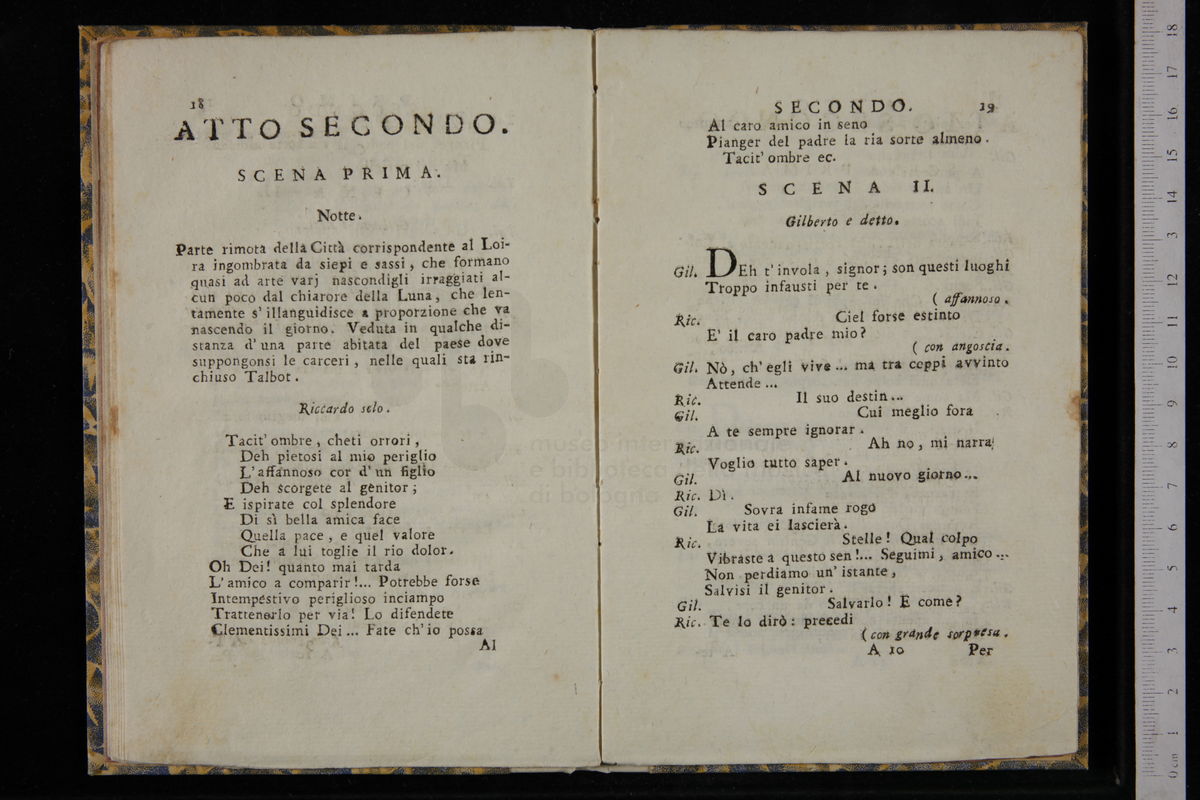 18
ATTO SECONDO.
SCENA PRIMA.
Notte.
Parte rimota della Città corrispondente al Loi-
ra ingombrata da siepi e sassi, che formano
quasi ad arte varj nascondigli irraggiati al-
cun poco dal chiarore della Luna, che len-
tamente s'illanguidisce a proporzione che va
nascendo il giorno. Veduta in qualche di-
stanza d'una parte abitata del paese dove
suppongonsi le carceri, nelle quali sta rin-
chiuso Talbot.
Riccardo solo.
Tacit'ombre, cheti orrori,
Deh pietosi al mio periglio
L'affannoso cor d'un figlio
Deh scorgete al genitor;
E ispirate col splendore
Di sì bella amica face
Quella pace, e quel valore
Che a lui toglie il rio dolor.
Oh Dei! quanto mai tarda
L'amico a comparir!... Potrebbe forse
Intempestivo periglioso inciampo
Trattenerlo per via! Lo difendete
Clementissimi Dei... Fate ch'io possa
Al
SECONDO. 19
Al caro amico in seno
Pianger del padre la ria sorte almeno.
Tacit'ombre ec.
SCENA II.
Gilberto e detto.
Gil. DEh t'invola, signor; son questi luoghi
Troppo infausti per te.
( affannoso.
Ric. Ciel forse estinto
E' il caro padre mio?
( con angoscia.
Gil. Nò, ch'egli vive... ma tra ceppi avvinto
Attende...
Ric. Il suo destin...
Gil. Cui meglio fora
A te sempre ignorar.
Ric. Ah no, mi narra;
Voglio tutto saper.
Gil. Al nuovo giorno...
Ric. Dì.
Gil. Sovra infame rogo
La vita ei lascierà.
Ric. Stelle! Qual colpo
Vibraste a questo sen!... Seguimi, amico...
Non perdiamo un'istante,
Salvisi il genitor.
Gil. Salvarlo! E come?
Ric. Te lo dirò: precedi
( con grande sorpresa.
A 10 Per
museo internazionale
e biblioteca della musica
di bologna